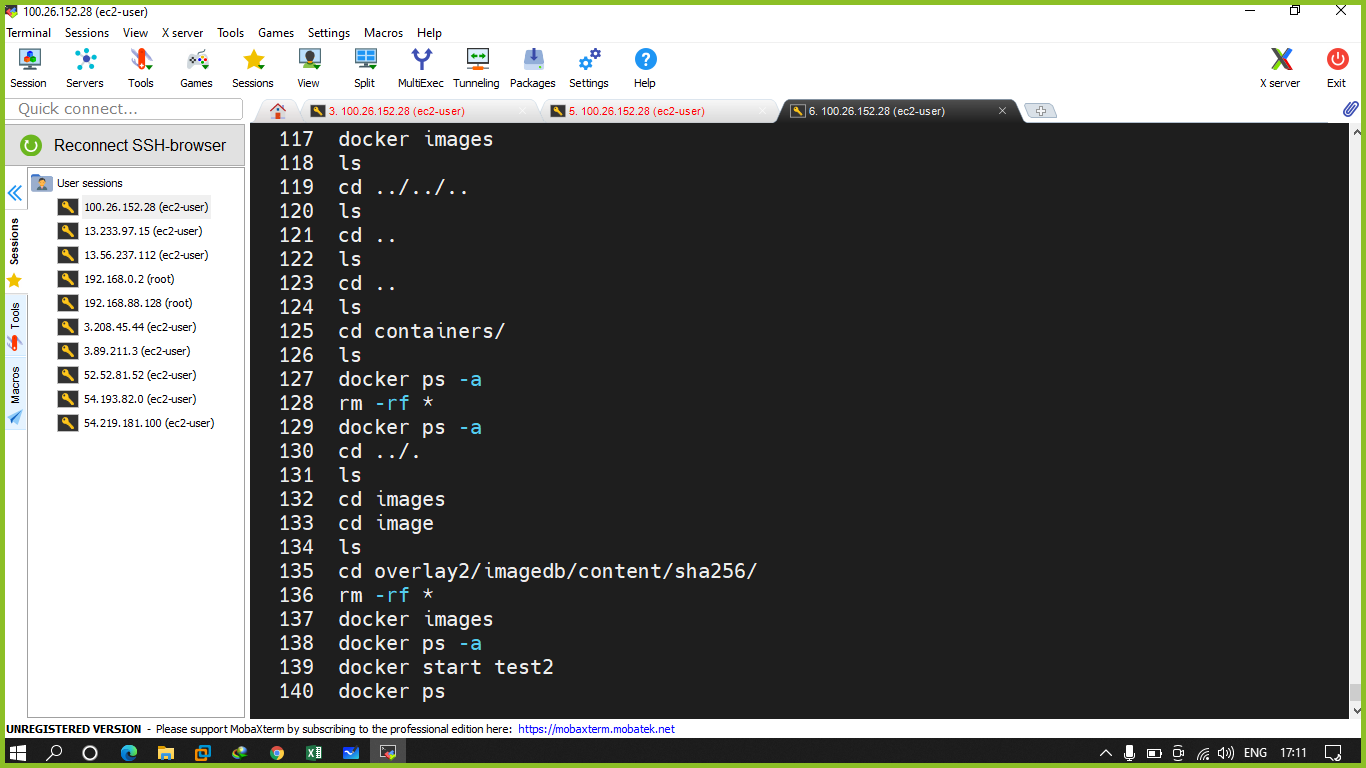 100.26.152.28 (ec2-user)
Terminal Sessions View X server Tools Games Settings Macros Help
Session Servers Tools Games Sessions View Split MultiExec Tunneling Packages Settings Help X server Exit
Quick connect...
3. 100.26.152.28 (ec2-user)
5. 100.26.152.28 (ec2-user)
6. 100.26.152.28 (ec2-user)
Reconnect SSH-browser
Sessions
Tools
Macros
User sessions
100.26.152.28 (ec2-user)
13.233.97.15 (ec2-user)
13.56.237.112 (ec2-user)
192.168.0.2 (root)
192.168.88.128 (root)
3.208.45.44 (ec2-user)
3.89.211.3 (ec2-user)
52.52.81.52 (ec2-user)
54.193.82.0 (ec2-user)
54.219.181.100 (ec2-user)
117 docker images
118 ls
119 cd ../../..
120 ls
121 cd ..
122 ls
123 cd ..
124 ls
125 cd containers/
126 ls
127 docker ps -a
128 rm -rf *
129 docker ps -a
130 cd ../.
131 ls
132 cd images
133 cd image
134 ls
135 cd overlay2/imagedb/content/sha256/
136 rm -rf *
137 docker images
138 docker ps -a
139 docker start test2
140 docker ps
UNREGISTERED VERSION - Please support MobaXterm by subscribing to the professional edition here: https://mobaxterm.mobatek.net
ENG 17:11